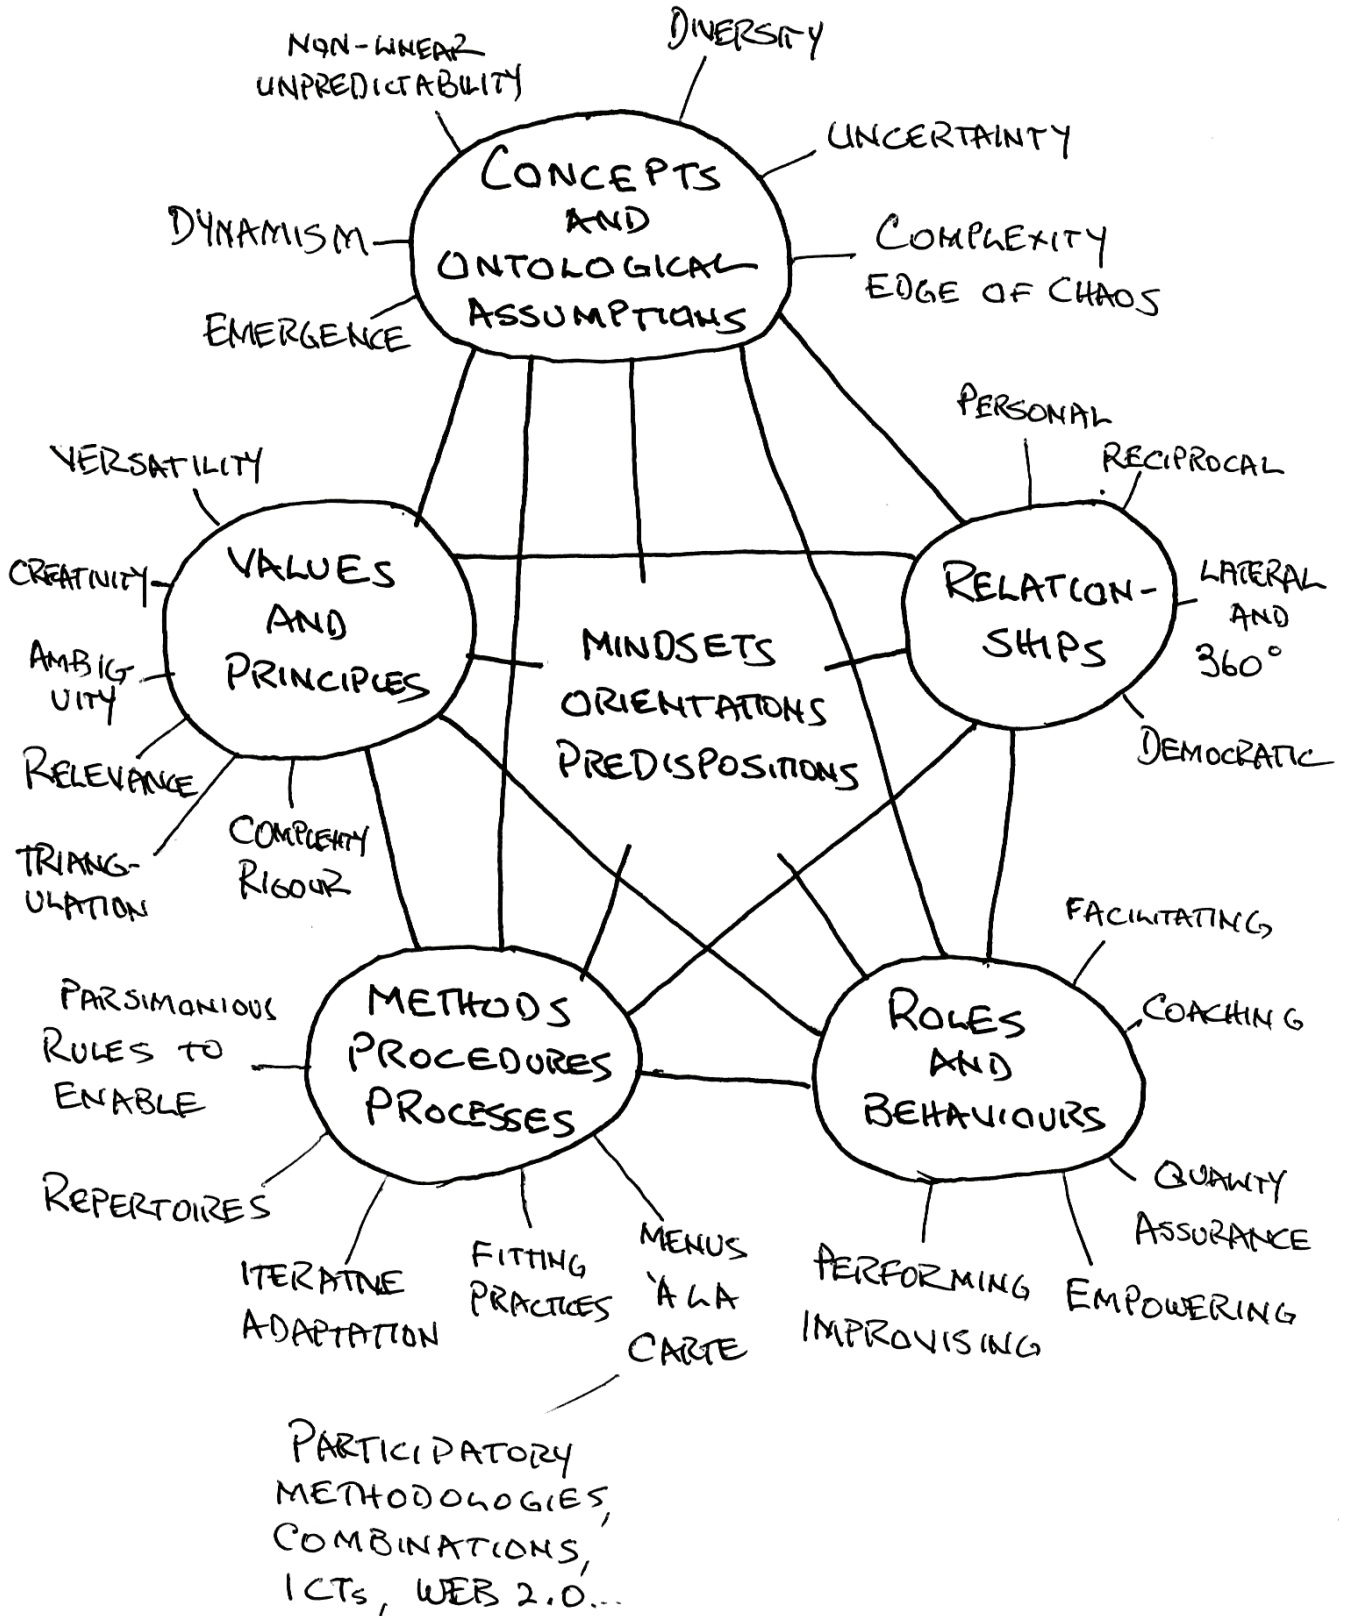 NON-LINEAR
UNPREDICTABILITY
DIVERSITY
UNCERTAINTY
DYNAMISM
COMPLEXITY
EDGE OF CHAOS
EMERGENCE
CONCEPTS
AND
ONTOLOGICAL
ASSUMPTIONS
PERSONAL
RECIPROCAL
LATERAL
AND
360°
DEMOCRATIC
RELATION-
SHIPS
VERSATILITY
CREATIVITY
AMBIG
UITY
RELEVANCE
TRIANG-
ULATION
COMPLEXITY
RIGOUR
VALUES
AND
PRINCIPLES
MINDSETS
ORIENTATIONS
PREDISPOSITIONS
METHODS
PROCEDURES
PROCESSES
PARSIMONIOUS
RULES TO
ENABLE
REPERTOIRES
ITERATIVE
ADAPTATION
FITTING
PRACTICES
MENUS
À LA
CARTE
PARTICIPATORY
METHODOLOGIES,
COMBINATIONS,
ICTs, WEB 2.0...
ROLES
AND
BEHAVIOURS
FACILITATING
COACHING
QUALITY
ASSURANCE
EMPOWERING
PERFORMING
IMPROVISING